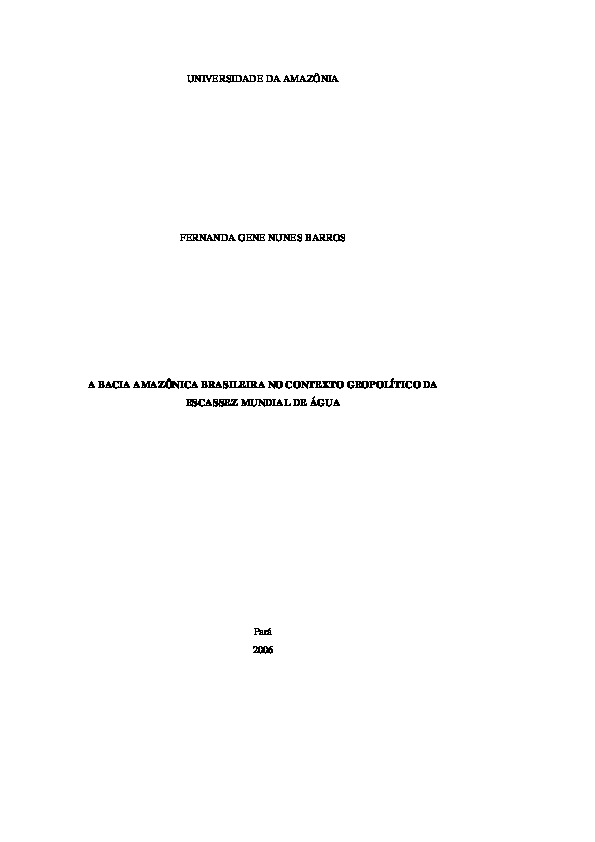 UNIVERSIDADE DA AMAZÔNIA
FERNANDA GENE NUNES BARROS
A BACIA AMAZÔNICA BRASILEIRA NO CONTEXTO GEOPOLÍTICO DA
ESCASSEZ MUNDIAL DE ÁGUA
Pará
2006